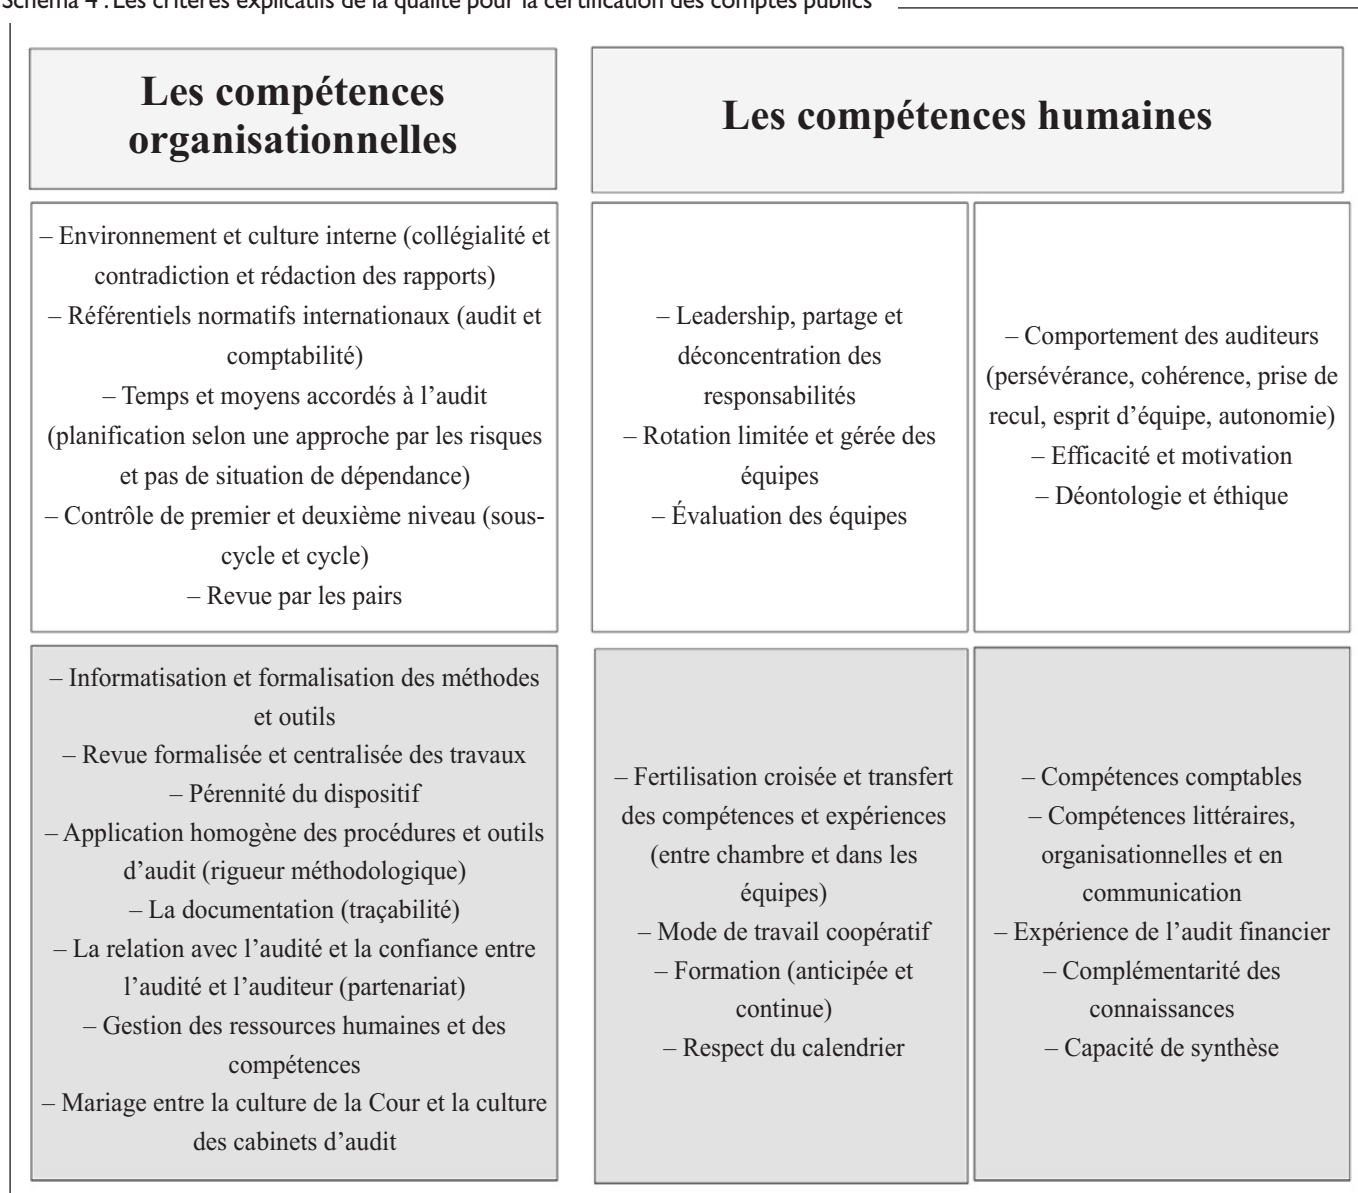 Schéma 4 : Les critères explicatifs de la qualité pour la certification des comptes publics
Les compétences
organisationnelles
Les compétences humaines
– Environnement et culture interne (collégialité et
contradiction et rédaction des rapports)
– Référentiels normatifs internationaux (audit et
comptabilité)
– Temps et moyens accordés à l’audit
(planification selon une approche par les risques
et pas de situation de dépendance)
– Contrôle de premier et deuxième niveau (sous-
cycle et cycle)
– Revue par les pairs
– Leadership, partage et
déconcentration des
responsabilités
– Rotation limitée et gérée des
équipes
– Évaluation des équipes
– Comportement des auditeurs
(persévérance, cohérence, prise de
recul, esprit d’équipe, autonomie)
– Efficacité et motivation
– Déontologie et éthique
– Informatisation et formalisation des méthodes
et outils
– Revue formalisée et centralisée des travaux
– Pérennité du dispositif
– Application homogène des procédures et outils
d’audit (rigueur méthodologique)
– La documentation (traçabilité)
– La relation avec l’audité et la confiance entre
l’audité et l’auditeur (partenariat)
– Gestion des ressources humaines et des
compétences
– Mariage entre la culture de la Cour et la culture
des cabinets d’audit
– Fertilisation croisée et transfert
des compétences et expériences
(entre chambre et dans les
équipes)
– Mode de travail coopératif
– Formation (anticipée et
continue)
– Respect du calendrier
– Compétences comptables
– Compétences littéraires,
organisationnelles et en
communication
– Expérience de l’audit financier
– Complémentarité des
connaissances
– Capacité de synthèse